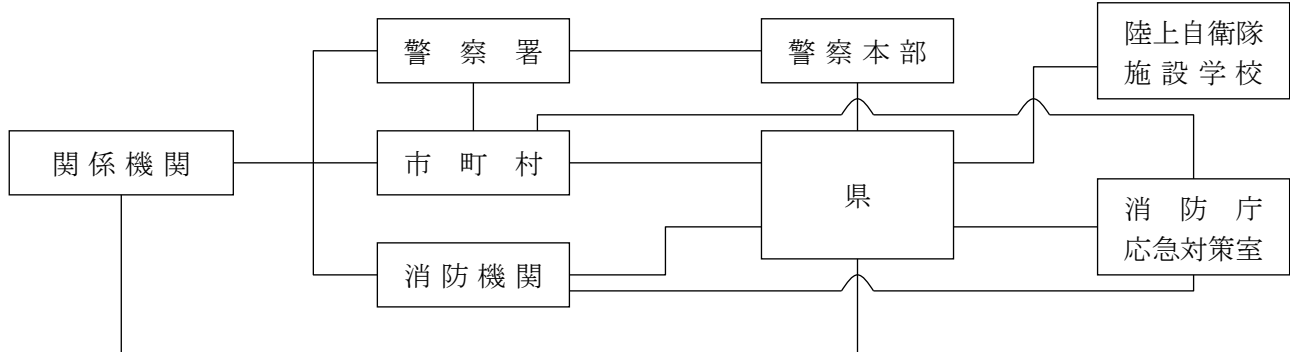 警察署
警察本部
陸上自衛隊
施設学校
関係機関
市町村
県
消防庁
応急対策室
消防機関